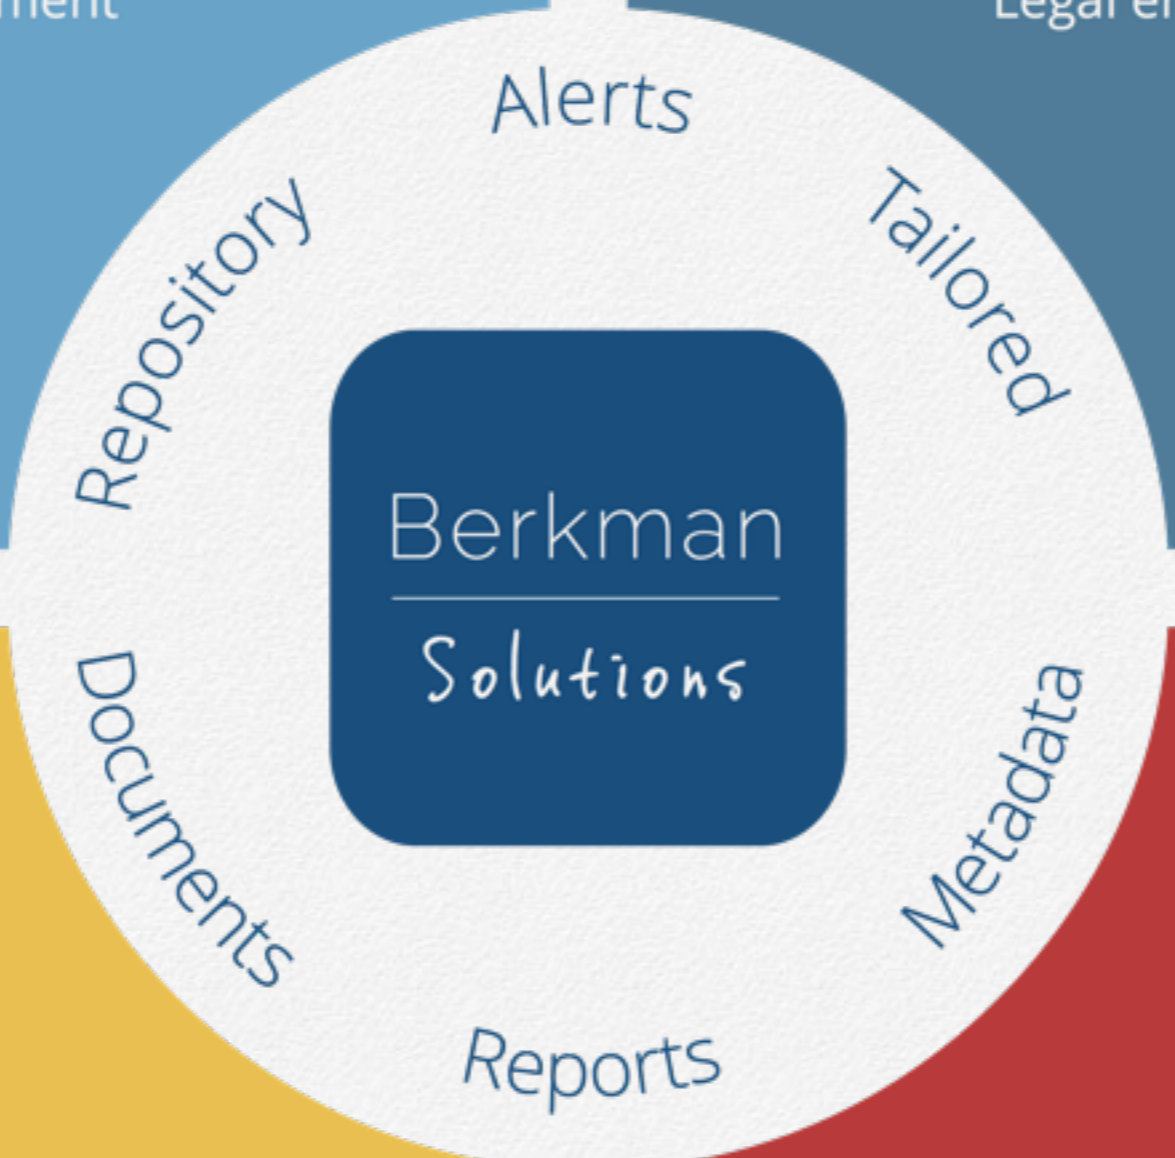 Alerts
Tailored
Metadata
Reports
Documents
Repository
Berkman
Solutions